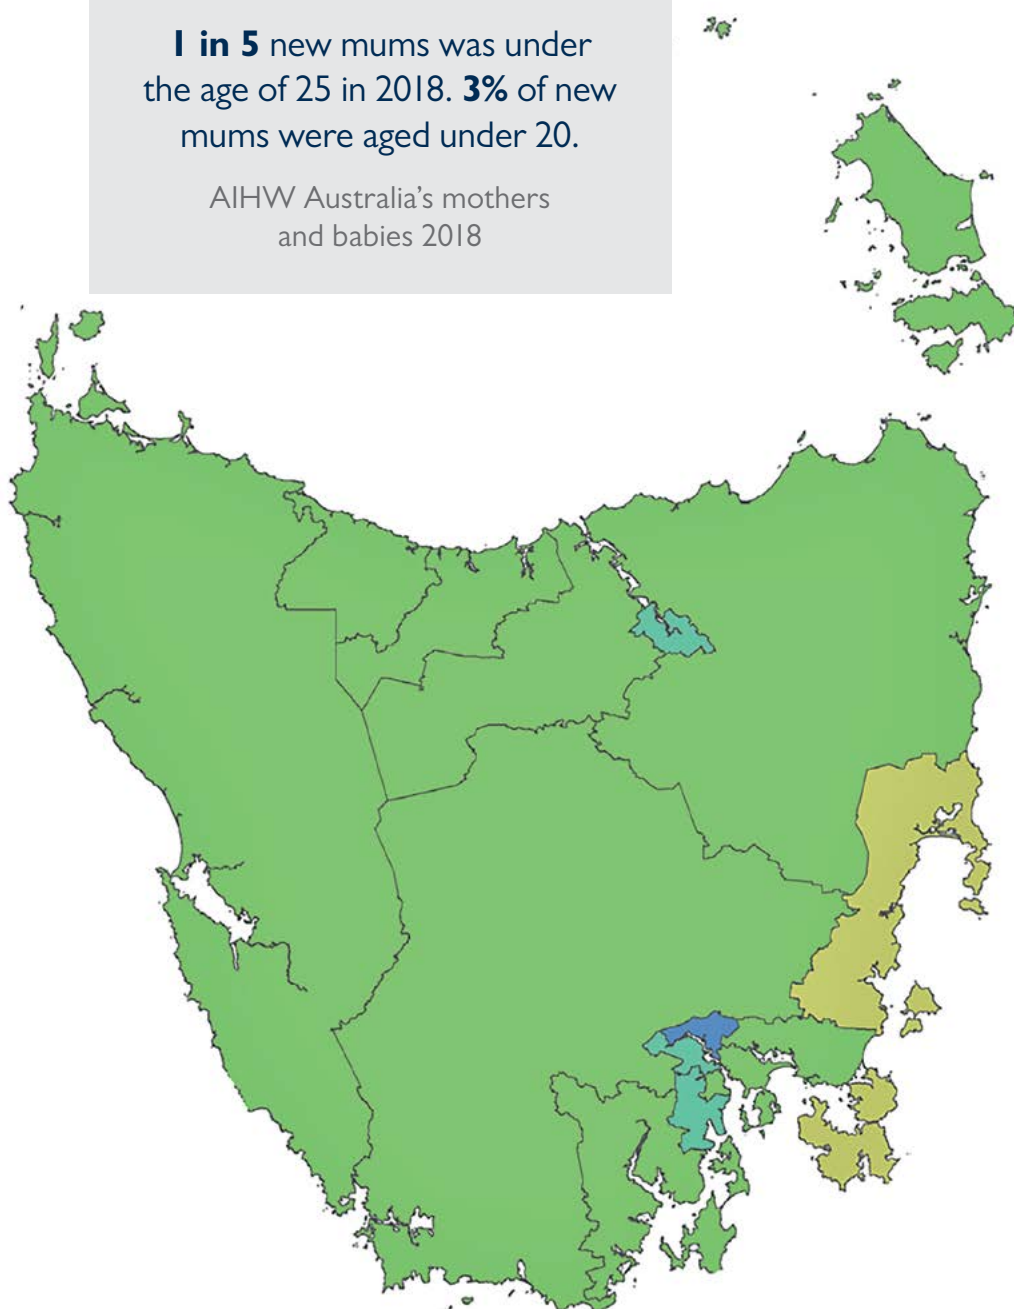 1 in 5 new mums was under
the age of 25 in 2018. 3% of new
mums were aged under 20.
AIHW Australia’s mothers
and babies 2018